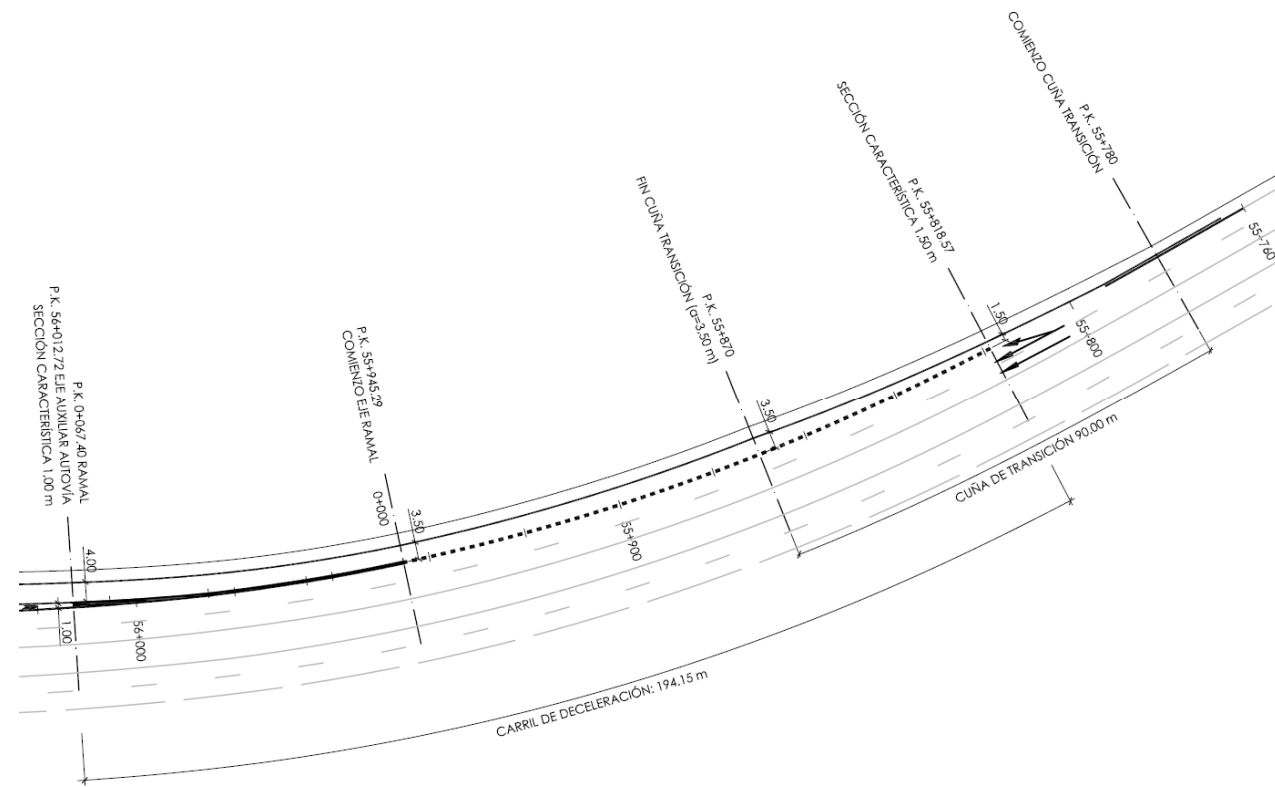 COMIENZO CUÑA TRANSICIÓN
P.K. 55+780
SECCIÓN CARACTERÍSTICA 1,50 m
P.K. 55+818.57
FIN CUÑA TRANSICIÓN (a=3,50 m)
P.K. 55+870
P.K. 55+945.29
COMIENZO EJE RAMAL
P.K. 0+067.40 RAMAL
P.K. 56+012.72 EJE AUXILIAR AUTOVÍA
SECCIÓN CARACTERÍSTICA 1,00 m
55+760
1.50
55+800
3.50
0+000
3.50
55+900
4.00
1.00
56+000
CUÑA DE TRANSICIÓN 90.00 m
CARRIL DE DECELERACIÓN: 194.15 m